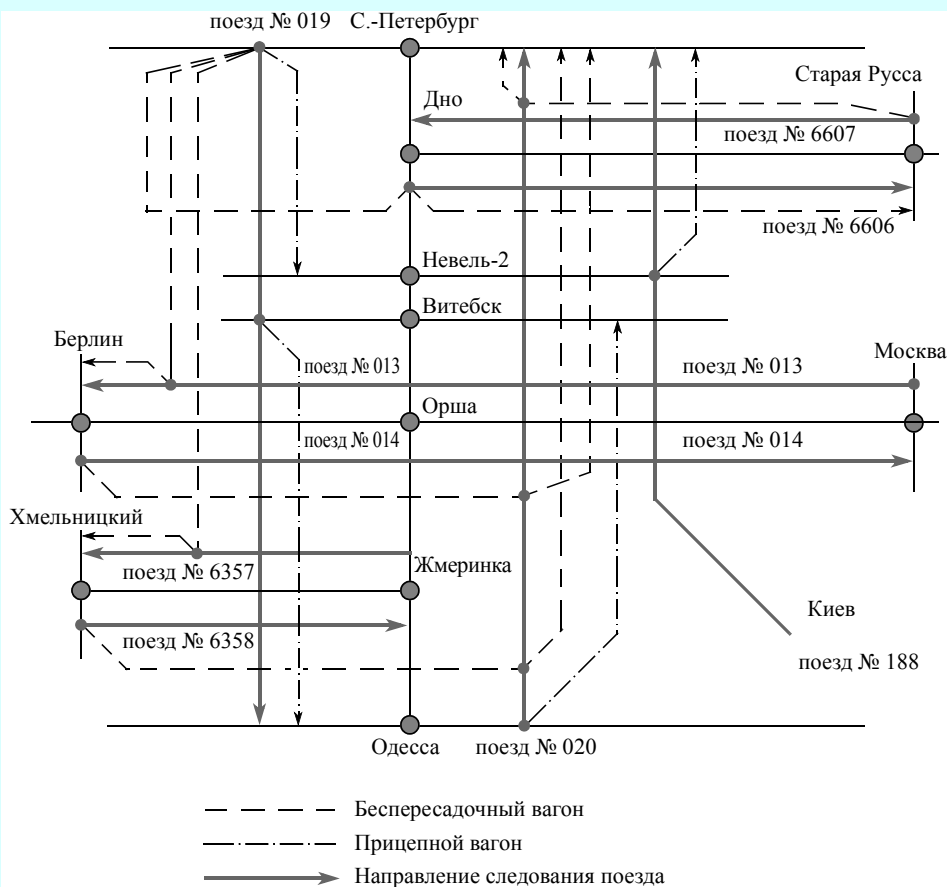 поезд № 019
С.-Петербург
Старая Русса
Дно
поезд № 6607
поезд № 6606
Невель-2
Витебск
Берлин
поезд № 013
поезд № 013
Москва
Орша
поезд № 014
поезд № 014
Хмельницкий
поезд № 6357
Жмеринка
поезд № 6358
Киев
поезд № 188
Одесса
поезд № 020
Беспересадочный вагон
Прицепной вагон
Направление следования поезда